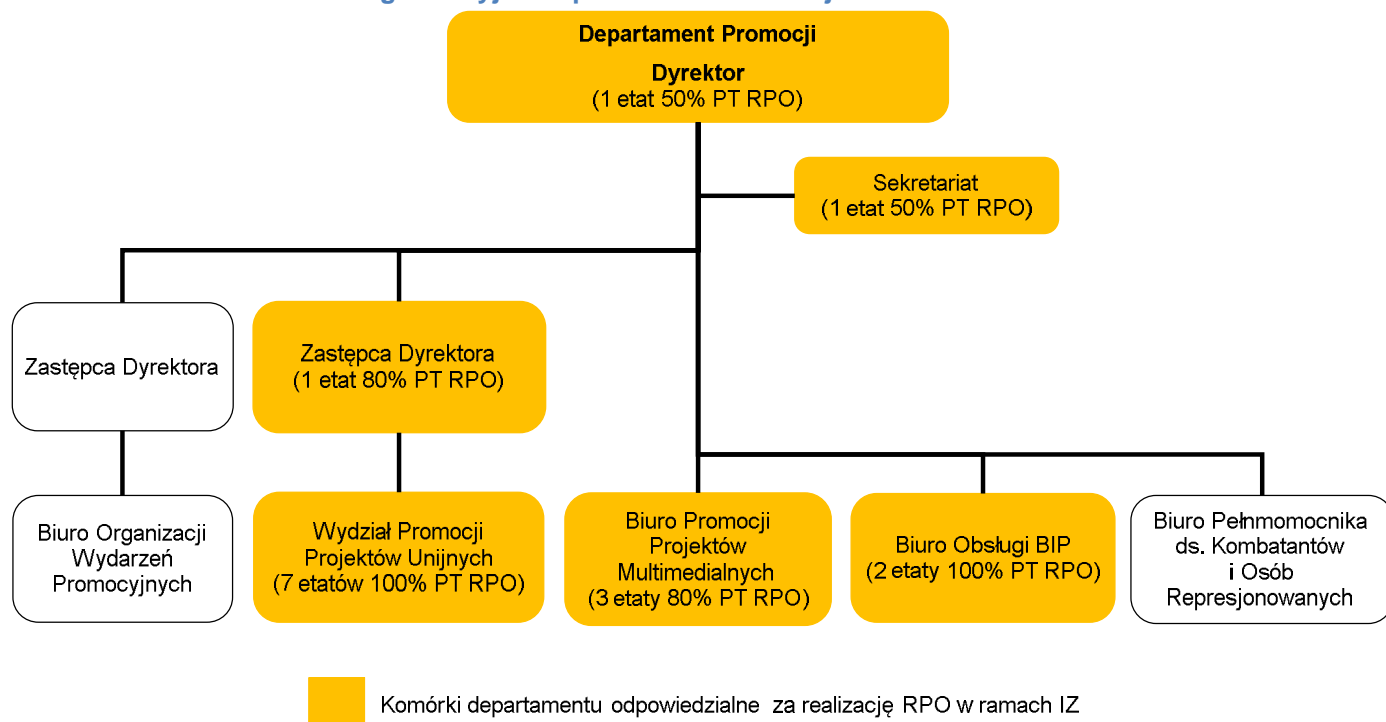 Departament Promocji
Dyrektor
(1 etat 50% PT RPO)
Sekretariat
(1 etat 50% PT RPO)
Zastępca Dyrektora
Zastępca Dyrektora
(1 etat 80% PT RPO)
Biuro Organizacji
Wydarzeń
Promocyjnych
Wydział Promocji
Projektów Unijnych
(7 etatów 100% PT RPO)
Biuro Promocji
Projektów
Multimedialnych
(3 etaty 80% PT RPO)
Biuro Obsługi BIP
(2 etaty 100% PT RPO)
Biuro Pełnmomocnika
ds. Kombatantów
i Osób
Represjonowanych
Komórki departamentu odpowiedzialne za realizację RPO w ramach IZ